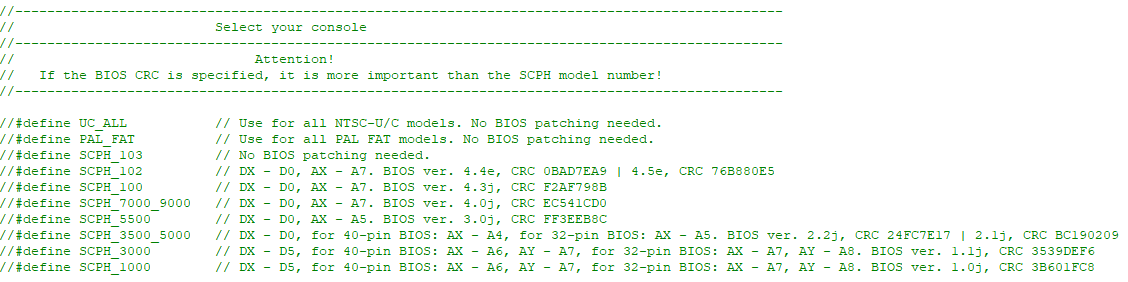 //------------------------------------------------------------------------------------------------
//                         Select your console
//------------------------------------------------------------------------------------------------
//                              Attention!
//   If the BIOS CRC is specified, it is more important than the SCPH model number!
//------------------------------------------------------------------------------------------------
//#define UC_ALL           // Use for all NTSC-U/C models. No BIOS patching needed.
//#define PAL_FAT          // Use for all PAL FAT models. No BIOS patching needed.
//#define SCPH_103         // No BIOS patching needed.
//#define SCPH_102         // DX - D0, AX - A7. BIOS ver. 4.4e, CRC 0BAD7EA9 | 4.5e, CRC 76B880E5
//#define SCPH_100         // DX - D0, AX - A7. BIOS ver. 4.3j, CRC F2AF798B
//#define SCPH_7000_9000   // DX - D0, AX - A7. BIOS ver. 4.0j, CRC EC541CD0
//#define SCPH_5500        // DX - D0, AX - A5. BIOS ver. 3.0j, CRC FF3EEB8C
//#define SCPH_3500_5000   // DX - D0, for 40-pin BIOS: AX - A4, for 32-pin BIOS: AX - A5. BIOS ver. 2.2j, CRC 24FC7E17 | 2.1j, CRC BC190209
//#define SCPH_3000        // DX - D5, for 40-pin BIOS: AX - A6, AY - A7, for 32-pin BIOS: AX - A7, AY - A8. BIOS ver. 1.1j, CRC 3539DEF6
//#define SCPH_1000        // DX - D5, for 40-pin BIOS: AX - A6, AY - A7, for 32-pin BIOS: AX - A7, AY - A8. BIOS ver. 1.0j, CRC 3B601FC8